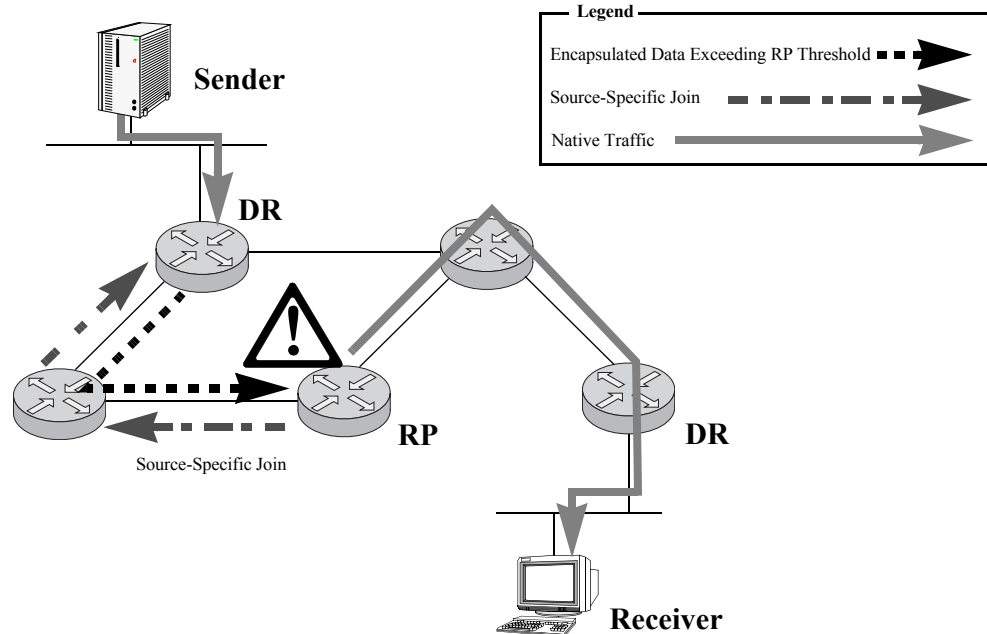 Legend
Encapsulated Data Exceeding RP Threshold
Source-Specific Join
Native Traffic
Sender
DR
RP
DR
Source-Specific Join
Receiver